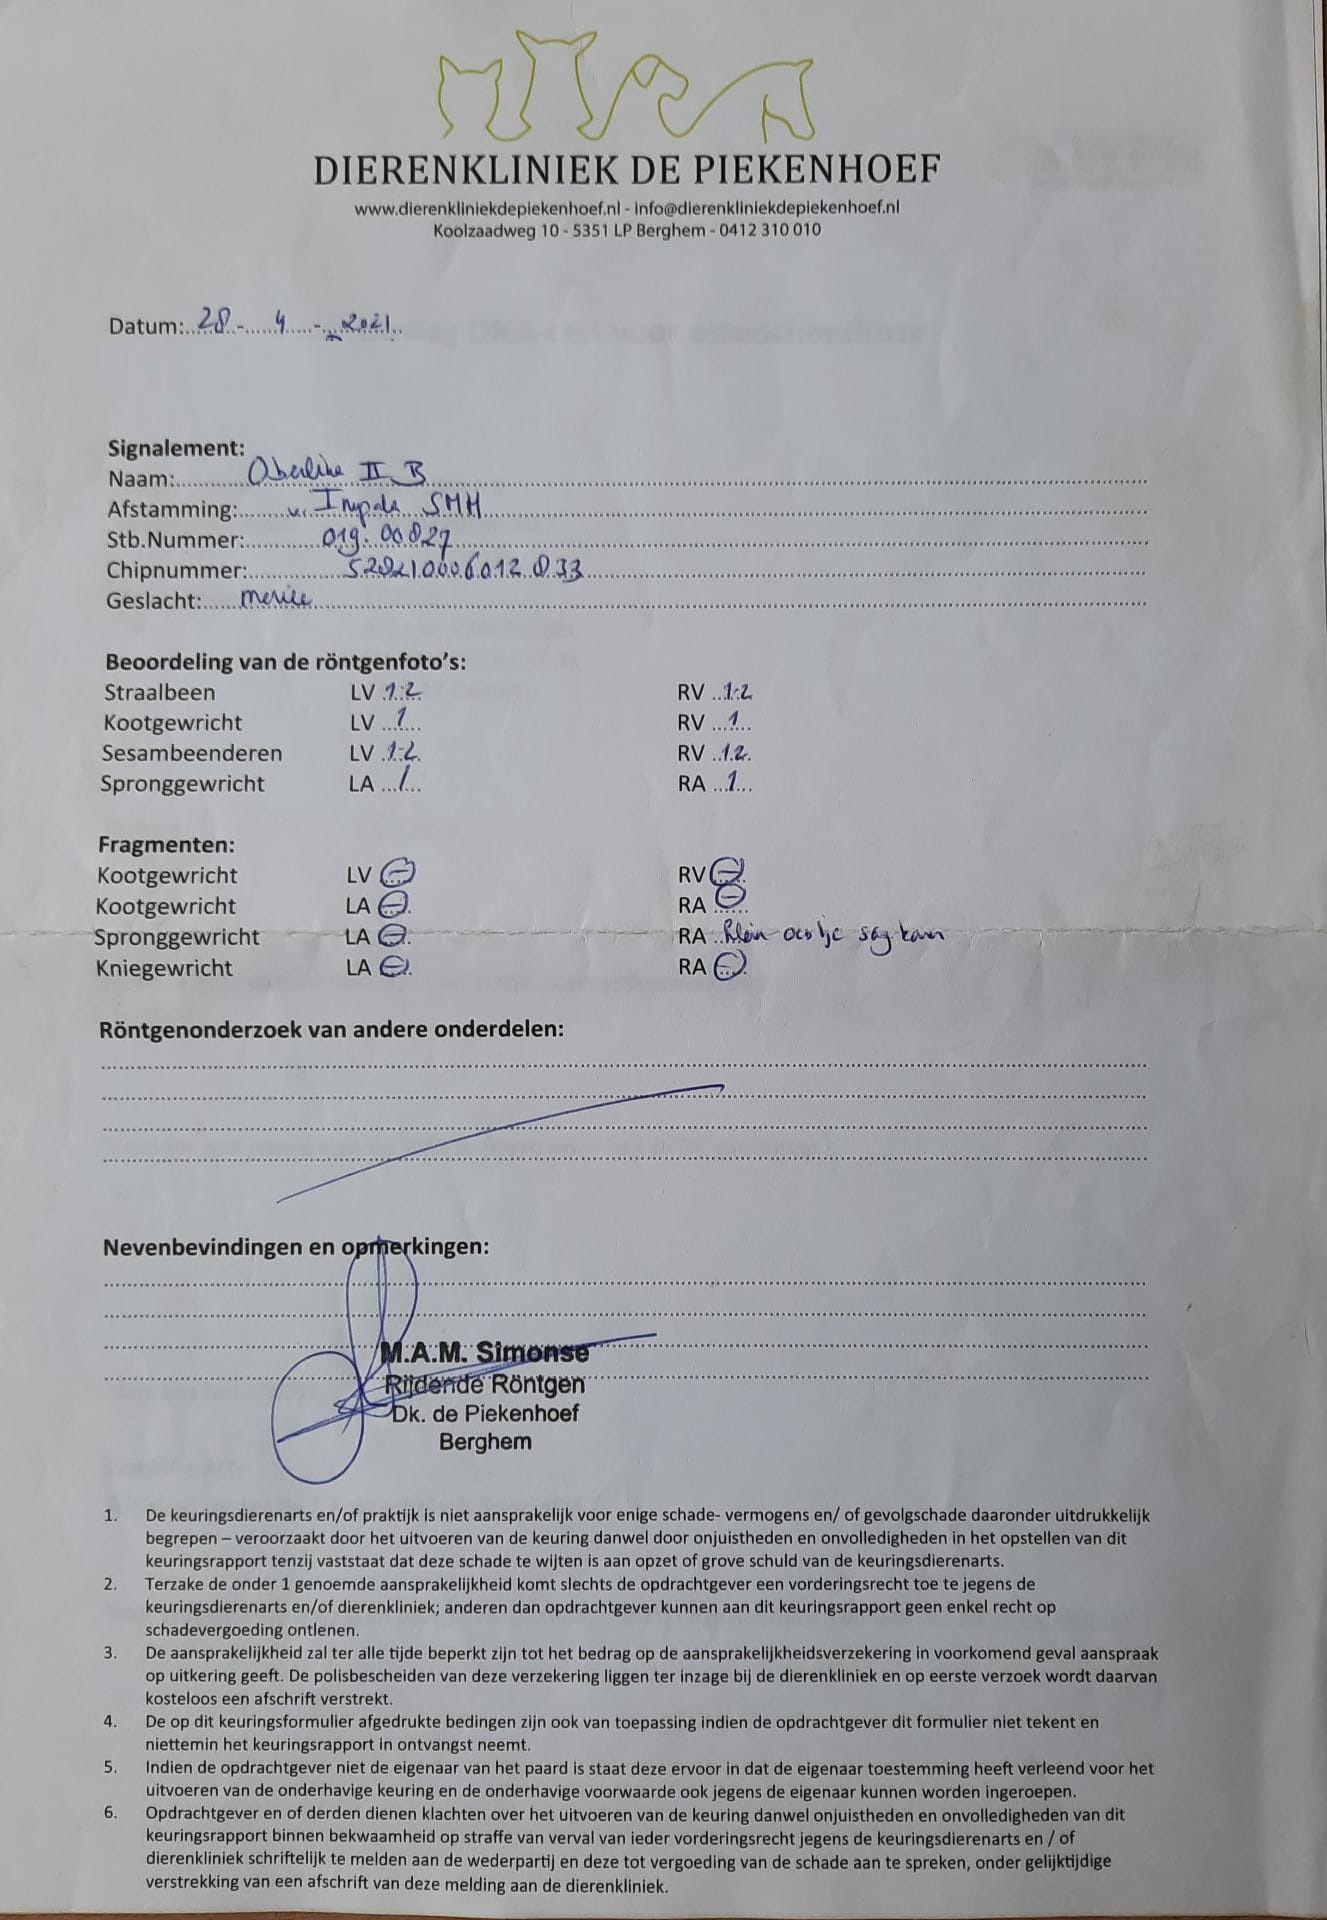 DIERENKLINIEK DE PIEKENHOEF
www.dierenkliniekdepiekenhoef.nl - info@dierenkliniekdepiekenhoef.nl
Koolzaadweg 10 - 5351 LP Berghem - 0412 310 010
Datum: 28 - 4 - 2021
Signalement:
Naam: Oberline II B
Afstamming: v. Impala SMH
Stb.Nummer: 019.00827
Chipnummer: 528210006012833
Geslacht: merrie
Beoordeling van de röntgenfoto's:
Straalbeen LV 1.2 RV 1.2
Kootgewricht LV 1 RV 1
Sesambeenderen LV 1-2 RV 1.2
Spronggewricht LA 1 RA 1
Fragmenten:
Kootgewricht LV - RV -
Kootgewricht LA - RA -
Spronggewricht LA - RA Klein ocstje sag kam
Kniegewricht LA - RA -
Röntgenonderzoek van andere onderdelen:
Nevenbevindingen en opmerkingen:
M.A.M. Simonse
Rijdende Röntgen
Dk. de Piekenhoef
Berghem
1. De keuringsdierenarts en/of praktijk is niet aansprakelijk voor enige schade- vermogens en/ of gevolgschade daaronder uitdrukkelijk
begrepen – veroorzaakt door het uitvoeren van de keuring danwel door onjuistheden en onvolledigheden in het opstellen van dit
keuringsrapport tenzij vaststaat dat deze schade te wijten is aan opzet of grove schuld van de keuringsdierenarts.
2. Terzake de onder 1 genoemde aansprakelijkheid komt slechts de opdrachtgever een vorderingsrecht toe te jegens de
keuringsdierenarts en/of dierenkliniek; anderen dan opdrachtgever kunnen aan dit keuringsrapport geen enkel recht op
schadevergoeding ontlenen.
3. De aansprakelijkheid zal ter alle tijde beperkt zijn tot het bedrag op de aansprakelijkheidsverzekering in voorkomend geval aanspraak
op uitkering geeft. De polisbescheiden van deze verzekering liggen ter inzage bij de dierenkliniek en op eerste verzoek wordt daarvan
kosteloos een afschrift verstrekt.
4. De op dit keuringsformulier afgedrukte bedingen zijn ook van toepassing indien de opdrachtgever dit formulier niet tekent en
niettemin het keuringsrapport in ontvangst neemt.
5. Indien de opdrachtgever niet de eigenaar van het paard is staat deze ervoor in dat de eigenaar toestemming heeft verleend voor het
uitvoeren van de onderhavige keuring en de onderhavige voorwaarde ook jegens de eigenaar kunnen worden ingeroepen.
6. Opdrachtgever en of derden dienen klachten over het uitvoeren van de keuring danwel onjuistheden en onvolledigheden van dit
keuringsrapport binnen bekwaamheid op straffe van verval van ieder vorderingsrecht jegens de keuringsdierenarts en / of
dierenkliniek schriftelijk te melden aan de wederpartij en deze tot vergoeding van de schade aan te spreken, onder gelijktijdige
verstrekking van een afschrift van deze melding aan de dierenkliniek.